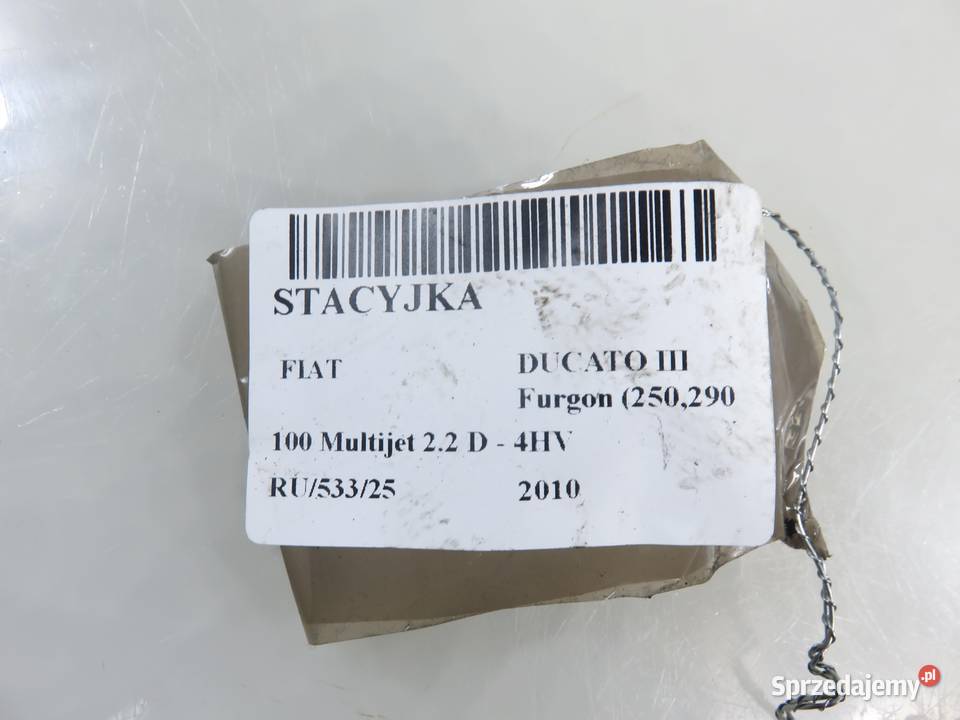 STACYJKA
FIAT DUCATO III
Furgon (250,290
100 Multijet 2.2 D - 4HV
RU/533/25 2010
Sprzedajemy.pl